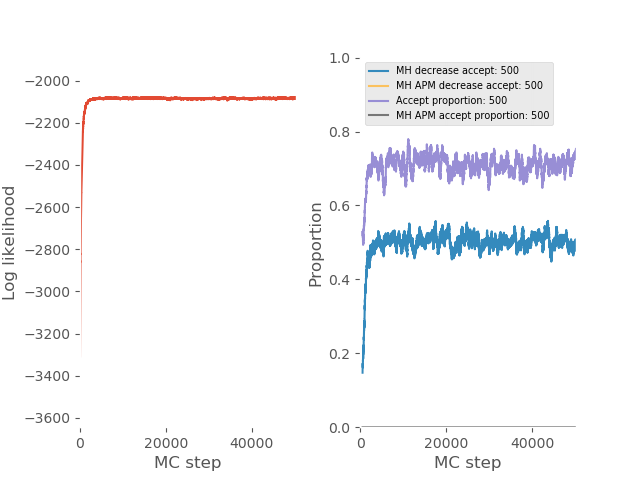 −2000
−2200
−2400
−2600
−2800
−3000
−3200
−3400
−3600
0
20000
40000
MC step
Log likelihood
1.0
0.8
0.6
0.4
0.2
0.0
0
20000
40000
MC step
Proportion
MH decrease accept: 500
MH APM decrease accept: 500
Accept proportion: 500
MH APM accept proportion: 500